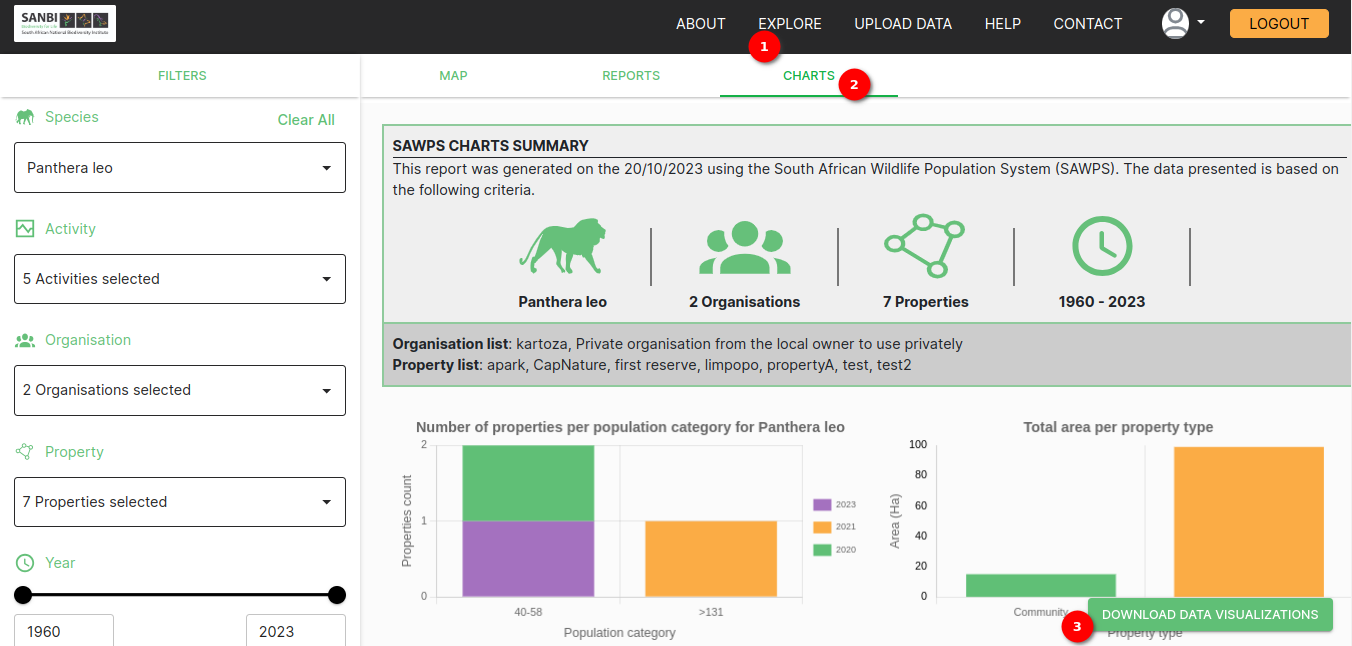 SANBI
Biodiversity for Life
South African National Biodiversity Institute
ABOUT
EXPLORE
UPLOAD DATA
HELP
CONTACT
LOGOUT
1
FILTERS
MAP
REPORTS
CHARTS
2
Species
Clear All
Panthera leo
Activity
5 Activities selected
Organisation
2 Organisations selected
Property
7 Properties selected
Year
1960
2023
SAWPS CHARTS SUMMARY
This report was generated on the 20/10/2023 using the South African Wildlife Population System (SAWPS). The data presented is based on
the following criteria.
Panthera leo
2 Organisations
7 Properties
1960 - 2023
Organisation list: kartoza, Private organisation from the local owner to use privately
Property list: apark, CapNature, first reserve, limpopo, propertyA, test, test2
Number of properties per population category for Panthera leo
Properties count
2
1
0
40-58
>131
Population category
2023
2021
2020
Total area per property type
Area (Ha)
100
80
60
40
20
0
Community
Property type
3
DOWNLOAD DATA VISUALIZATIONS